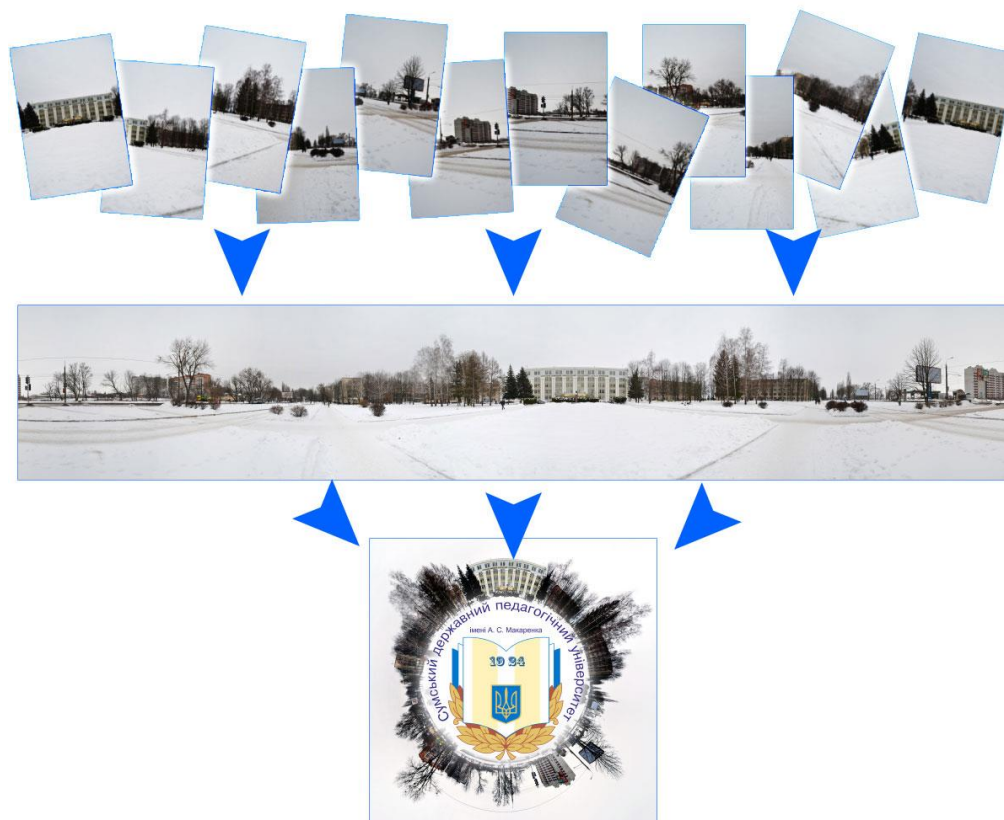 Сумський державний педагогічний університет
імені А. С. Макаренка
19 24